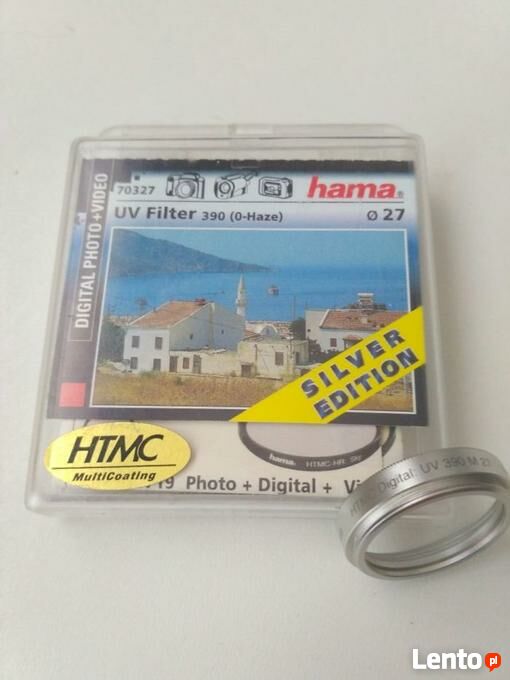 70327
hama®
UV Filter 390 (0-Haze)
ø 27
DIGITAL PHOTO+VIDEO
SILVER
EDITION
HTMC
MultiCoating
hama® HTMC-HR: Sky
Photo + Digital +
HTMC Digital: UV 390 M 27
Lento.pl